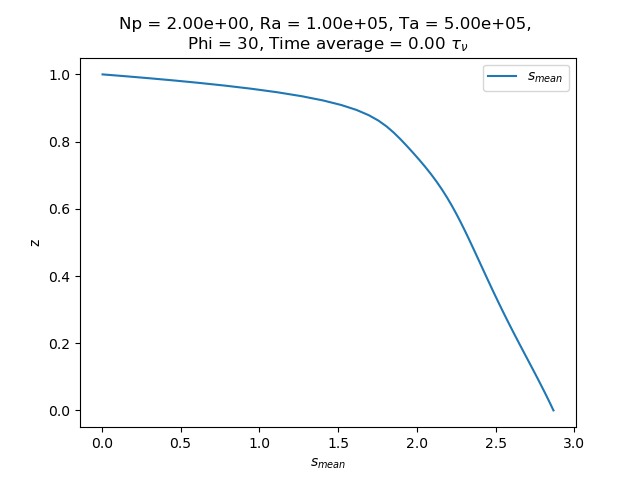 Np = 2.00e+00, Ra = 1.00e+05, Ta = 5.00e+05,
Phi = 30, Time average = 0.00 τν
1.0
0.8
0.6
0.4
0.2
0.0
z
smean
0.0 0.5 1.0 1.5 2.0 2.5 3.0
smean